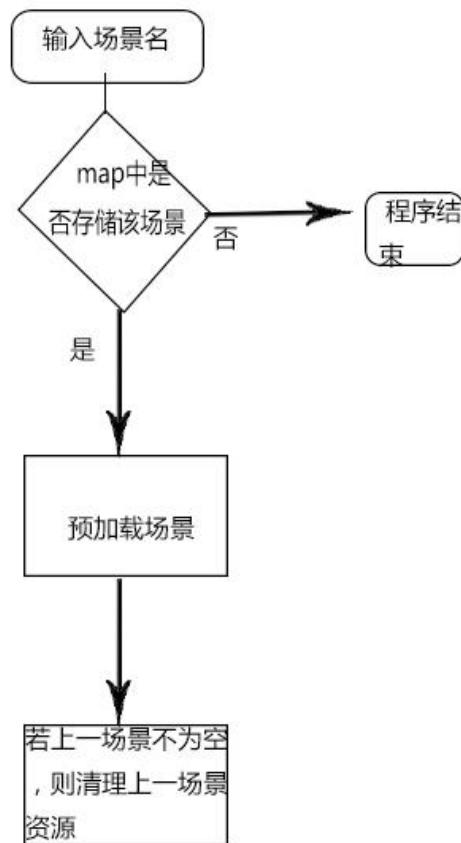 输入场景名
map中是
否存储该场景
否
程序结
束
是
预加载场景
若上一场景不为空
，则清理上一场景
资源